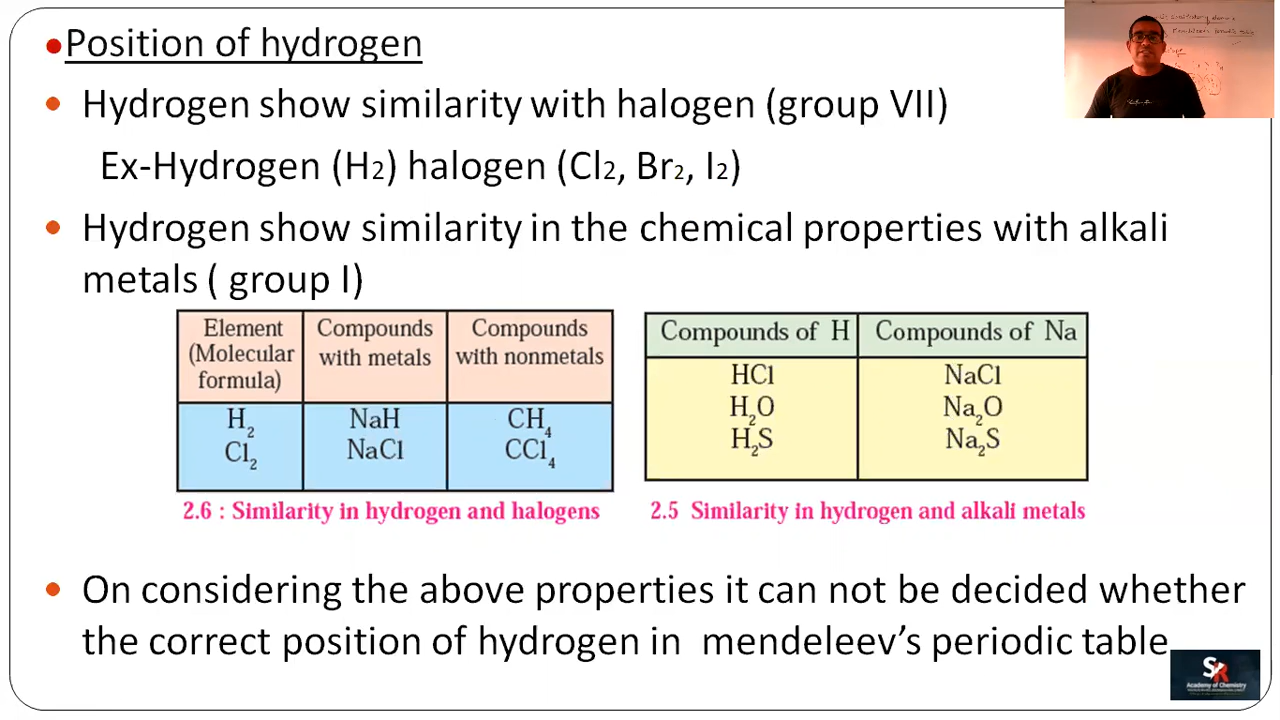 Position of hydrogen
Hydrogen show similarity with halogen (group VII)
Ex-Hydrogen (H₂) halogen (Cl₂, Br₂, I₂)
Hydrogen show similarity in the chemical properties with alkali
metals ( group I)
Element (Molecular formula) Compounds with metals Compounds with nonmetals
H₂ NaH CH₄
Cl₂ NaCl CCl₄
2.6 : Similarity in hydrogen and halogens
Compounds of H Compounds of Na
HCl NaCl
H₂O Na₂O
H₂S Na₂S
2.5 Similarity in hydrogen and alkali metals
On considering the above properties it can not be decided whether
the correct position of hydrogen in mendeleev's periodic table
SR
Academy of Chemistry